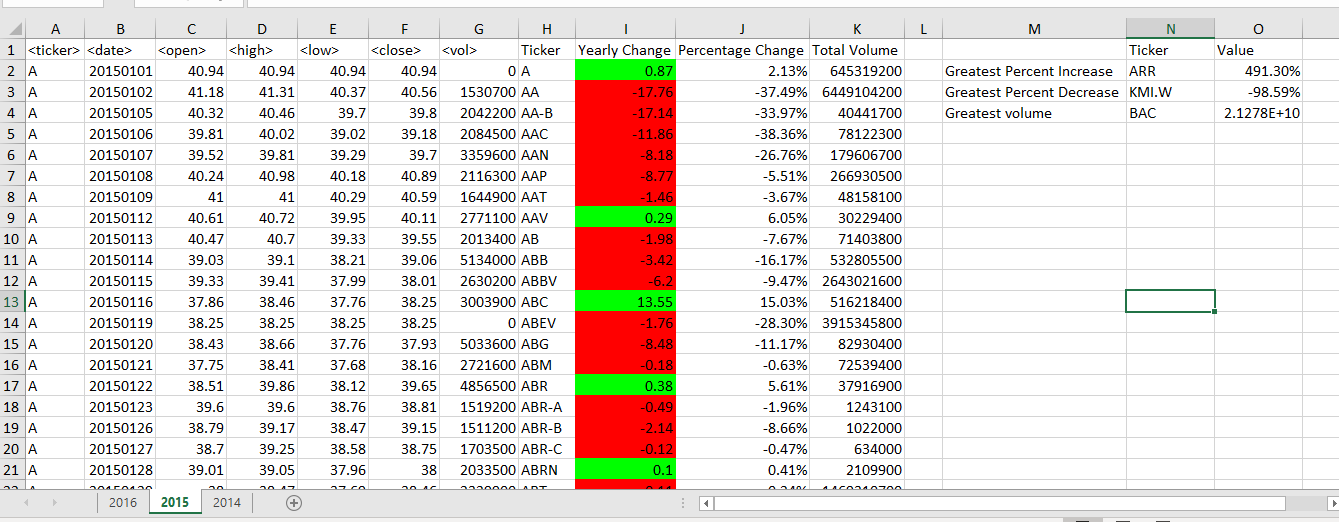 A B C D E F G H I J K L M N O
1 <ticker> <date> <open> <high> <low> <close> <vol> Ticker Yearly Change Percentage Change Total Volume Ticker Value
2 A 20150101 40.94 40.94 40.94 40.94 0 A 0.87 2.13% 645319200 Greatest Percent Increase ARR 491.30%
3 A 20150102 41.18 41.31 40.37 40.56 1530700 AA -17.76 -37.49% 6449104200 Greatest Percent Decrease KMI.W -98.59%
4 A 20150105 40.32 40.46 39.7 39.8 2042200 AA-B -17.14 -33.97% 40441700 Greatest volume BAC 2.1278E+10
5 A 20150106 39.81 40.02 39.02 39.18 2084500 AAC -11.86 -38.36% 78122300
6 A 20150107 39.52 39.81 39.29 39.7 3359600 AAN -8.18 -26.76% 179606700
7 A 20150108 40.24 40.98 40.18 40.89 2116300 AAP -8.77 -5.51% 266930500
8 A 20150109 41 41 40.29 40.59 1644900 AAT -1.46 -3.67% 48158100
9 A 20150112 40.61 40.72 39.95 40.11 2771100 AAV 0.29 6.05% 30229400
10 A 20150113 40.47 40.7 39.33 39.55 2013400 AB -1.98 -7.67% 71403800
11 A 20150114 39.03 39.1 38.21 39.06 5134000 ABB -3.42 -16.17% 532805500
12 A 20150115 39.33 39.41 37.99 38.01 2630200 ABBV -6.2 -9.47% 2643021600
13 A 20150116 37.86 38.46 37.76 38.25 3003900 ABC 13.55 15.03% 516218400
14 A 20150119 38.25 38.25 38.25 38.25 0 ABEV -1.76 -28.30% 3915345800
15 A 20150120 38.43 38.66 37.76 37.93 5033600 ABG -8.48 -11.17% 82930400
16 A 20150121 37.75 38.41 37.68 38.16 2721600 ABM -0.18 -0.63% 72539400
17 A 20150122 38.51 39.86 38.12 39.65 4856500 ABR 0.38 5.61% 37916900
18 A 20150123 39.6 39.6 38.76 38.81 1519200 ABR-A -0.49 -1.96% 1243100
19 A 20150126 38.79 39.17 38.47 39.15 1511200 ABR-B -2.14 -8.66% 1022000
20 A 20150127 38.7 39.25 38.58 38.75 1703500 ABR-C -0.12 -0.47% 634000
21 A 20150128 39.01 39.05 37.96 38 2033500 ABRN 0.1 0.41% 2109900
2016 2015 2014